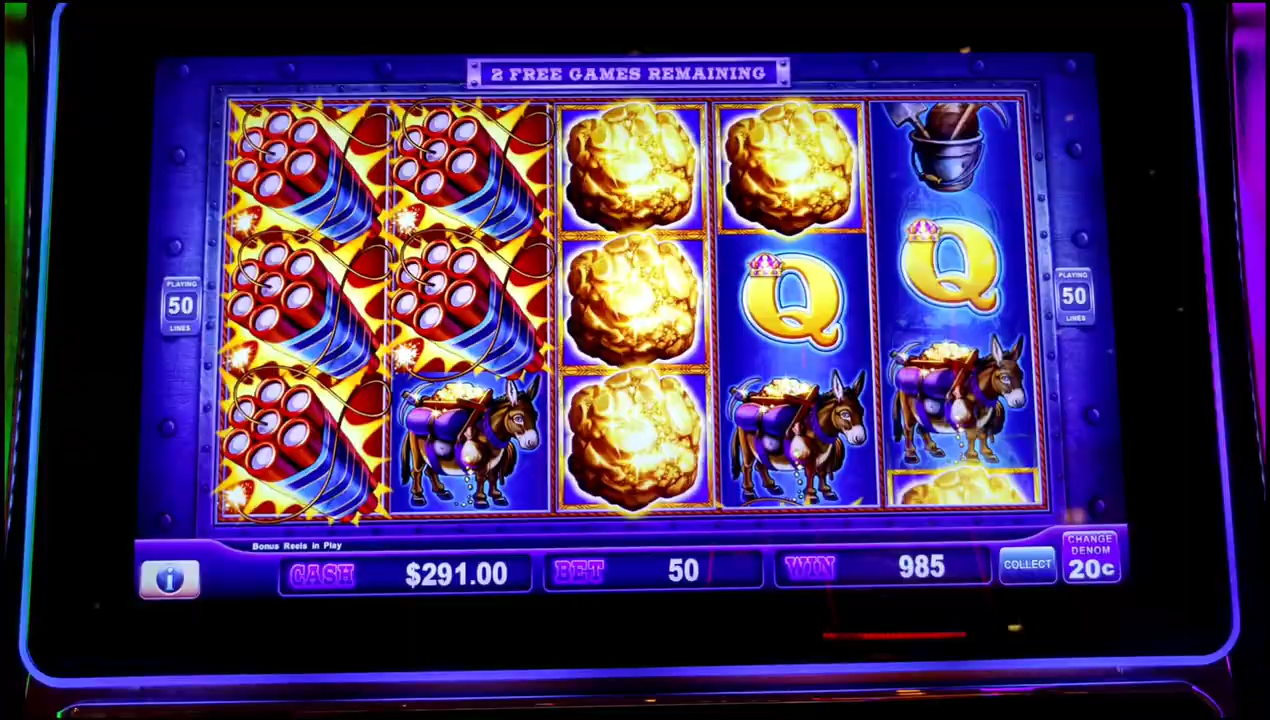 2 FREE GAMES REMAINING
PLAYING
50
LINES
Q
Q
PLAYING
50
LINES
Bonus Reels in Play
i
CASH $291.00
BET 50
WIN 985
COLLECT
CHANGE
DENOM
20c